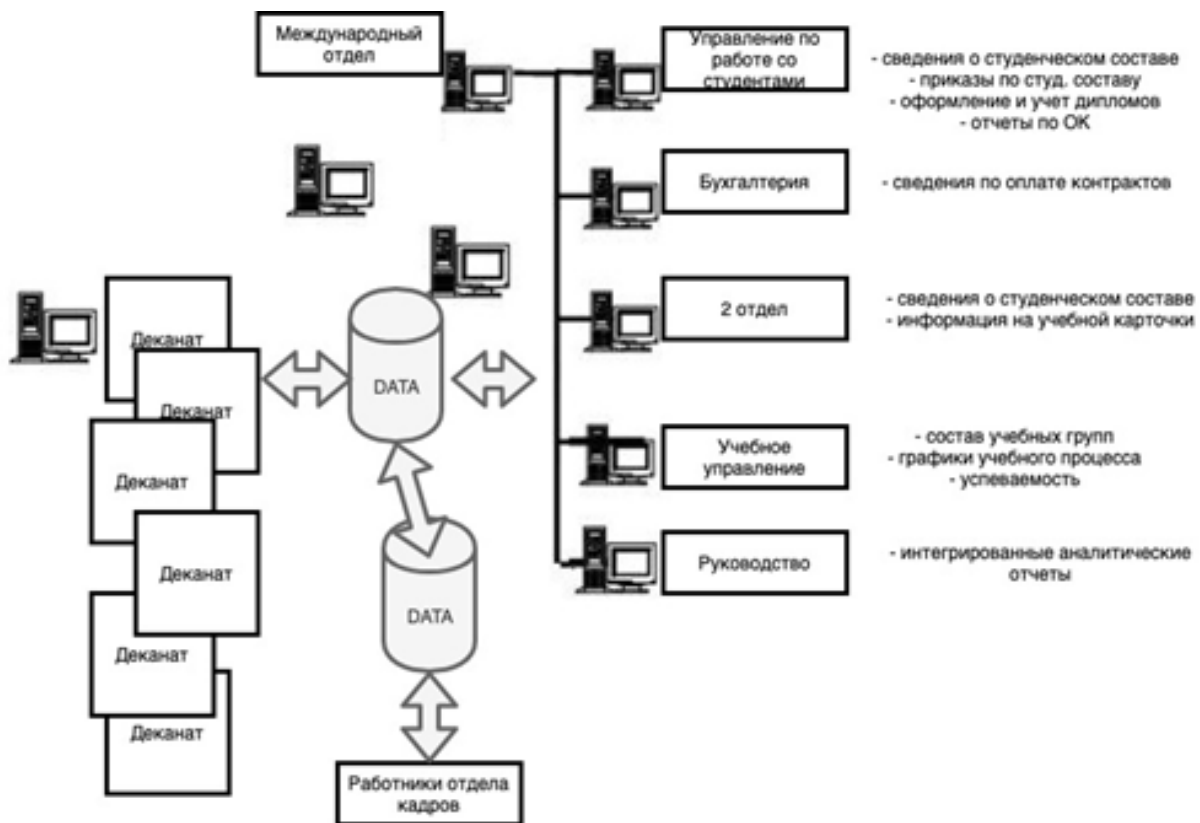 Международный
отдел
Управление по
работе со
студентами
- сведения о студенческом составе
- приказы по студ. составу
- оформление и учет дипломов
- отчеты по ОК
Бухгалтерия
- сведения по оплате контрактов
2 отдел
- сведения о студенческом составе
- информация на учебной карточки
Учебное
управление
- состав учебных групп
- графики учебного процесса
- успеваемость
Руководство
- интегрированные аналитические
отчеты
Деканат
Деканат
Деканат
Деканат
Деканат
Деканат
DATA
DATA
Работники отдела
кадров